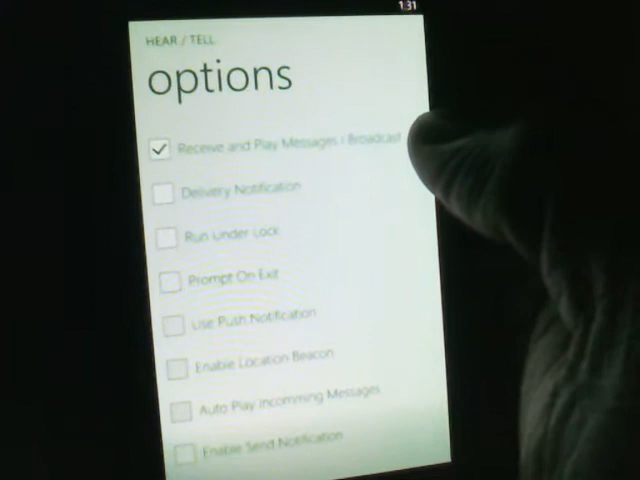 1:31
HEAR / TELL
options
Receive and Play Messages / Broadcast
Delivery Notification
Run Under Lock
Prompt On Exit
Use Push Notification
Enable Location Beacon
Auto Play Incomming Messages
Enable Send Notification